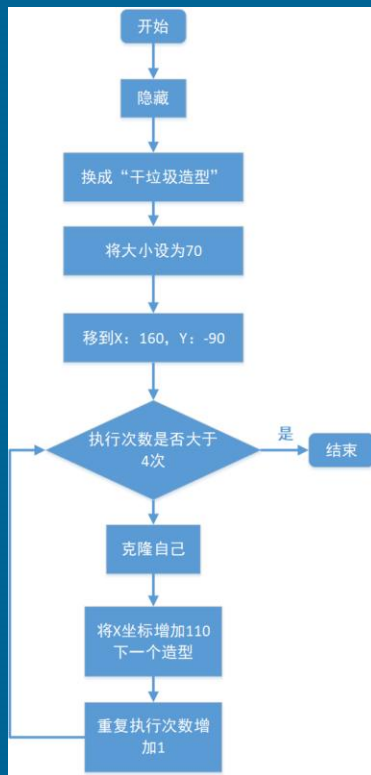 开始
隐藏
换成“干垃圾造型”
将大小设为70
移到X：160，Y：-90
执行次数是否大于
4次
是
结束
克隆自己
将X坐标增加110
下一个造型
重复执行次数增
加1